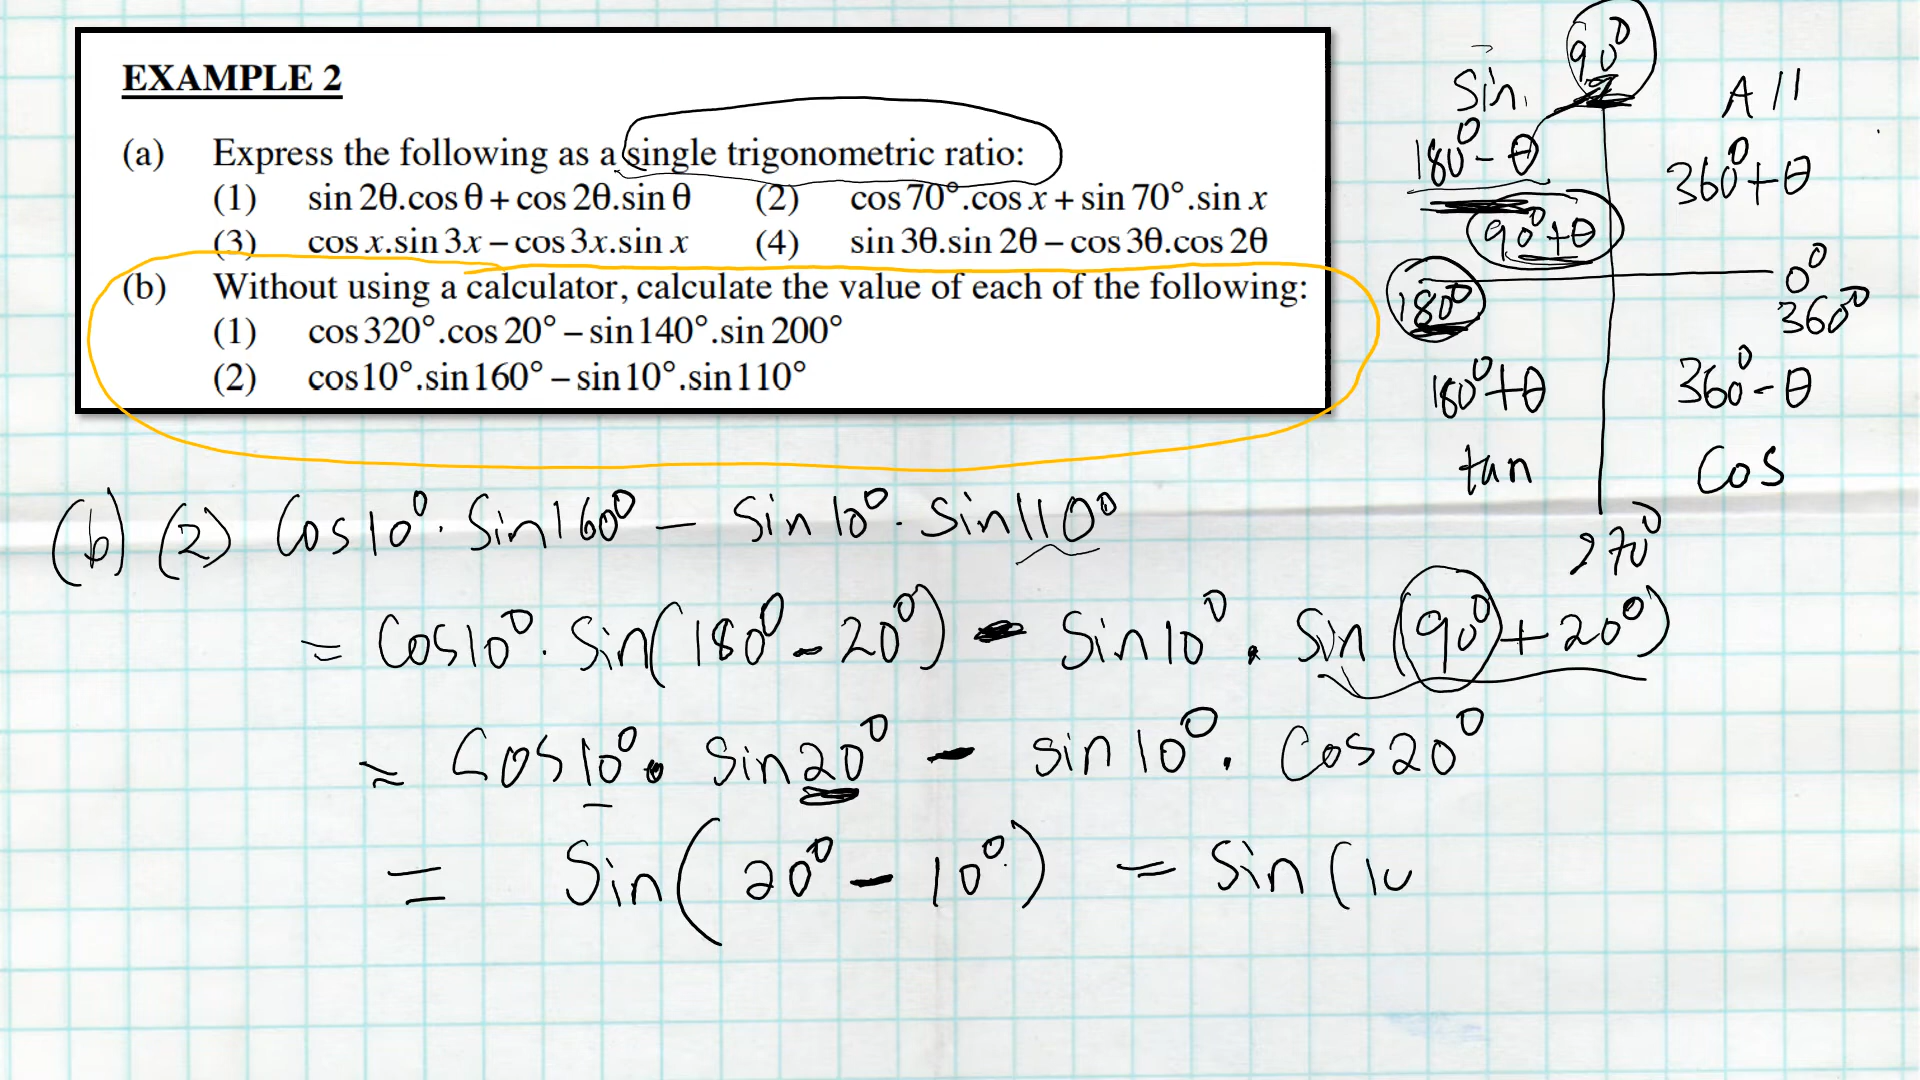 EXAMPLE 2
(a) Express the following as a single trigonometric ratio:
(1) sin 2θ.cos θ + cos 2θ.sin θ (2) cos 70°.cos x + sin 70°.sin x
(3) cos x.sin 3x − cos 3x.sin x (4) sin 3θ.sin 2θ − cos 3θ.cos 2θ
(b) Without using a calculator, calculate the value of each of the following:
(1) cos 320°.cos 20° − sin 140°.sin 200°
(2) cos 10°.sin 160° − sin 10°.sin 110°
90°
Sin
All
180° − θ
360° + θ
90° + θ
180°
0°
360°
180° + θ
360° − θ
tan
Cos
270°
(b) (2) Cos 10° . Sin 160° − Sin 10° . Sin 110°
= Cos 10° . Sin (180° − 20°) − Sin 10° . Sin (90° + 20°)
= Cos 10° . Sin 20° − sin 10° . Cos 20°
= Sin (20° − 10°) = Sin (10